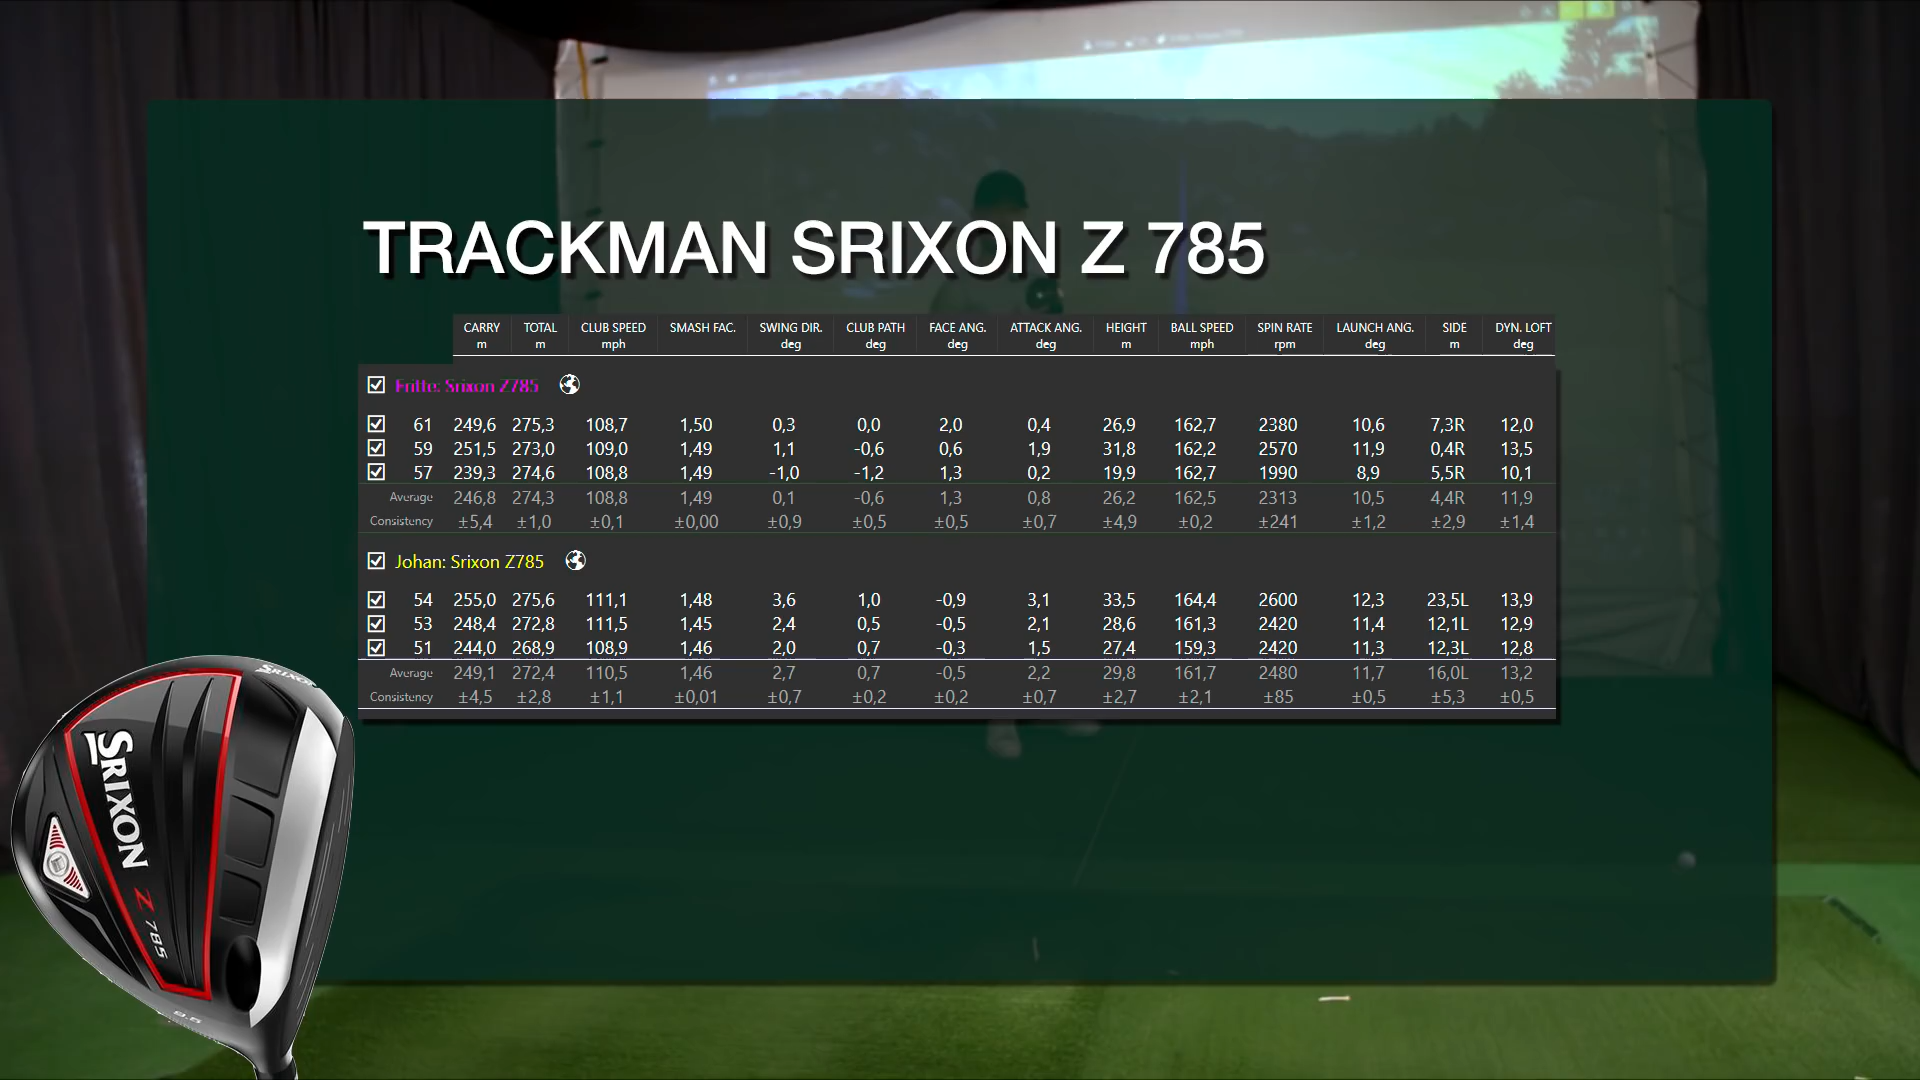 TRACKMAN SRIXON Z 785
CARRY TOTAL CLUB SPEED SMASH FAC. SWING DIR. CLUB PATH FACE ANG. ATTACK ANG. HEIGHT BALL SPEED SPIN RATE LAUNCH ANG. SIDE DYN. LOFT
m m mph deg deg deg deg m mph rpm deg m deg
Fritte: Srixon Z785
61 249,6 275,3 108,7 1,50 0,3 0,0 2,0 0,4 26,9 162,7 2380 10,6 7,3R 12,0
59 251,5 273,0 109,0 1,49 1,1 -0,6 0,6 1,9 31,8 162,2 2570 11,9 0,4R 13,5
57 239,3 274,6 108,8 1,49 -1,0 -1,2 1,3 0,2 19,9 162,7 1990 8,9 5,5R 10,1
Average 246,8 274,3 108,8 1,49 0,1 -0,6 1,3 0,8 26,2 162,5 2313 10,5 4,4R 11,9
Consistency ±5,4 ±1,0 ±0,1 ±0,00 ±0,9 ±0,5 ±0,5 ±0,7 ±4,9 ±0,2 ±241 ±1,2 ±2,9 ±1,4
Johan: Srixon Z785
54 255,0 275,6 111,1 1,48 3,6 1,0 -0,9 3,1 33,5 164,4 2600 12,3 23,5L 13,9
53 248,4 272,8 111,5 1,45 2,4 0,5 -0,5 2,1 28,6 161,3 2420 11,4 12,1L 12,9
51 244,0 268,9 108,9 1,46 2,0 0,7 -0,3 1,5 27,4 159,3 2420 11,3 12,3L 12,8
Average 249,1 272,4 110,5 1,46 2,7 0,7 -0,5 2,2 29,8 161,7 2480 11,7 16,0L 13,2
Consistency ±4,5 ±2,8 ±1,1 ±0,01 ±0,7 ±0,2 ±0,2 ±0,7 ±2,7 ±2,1 ±85 ±0,5 ±5,3 ±0,5
SRIXON
SRIXON
Z 785
9.5